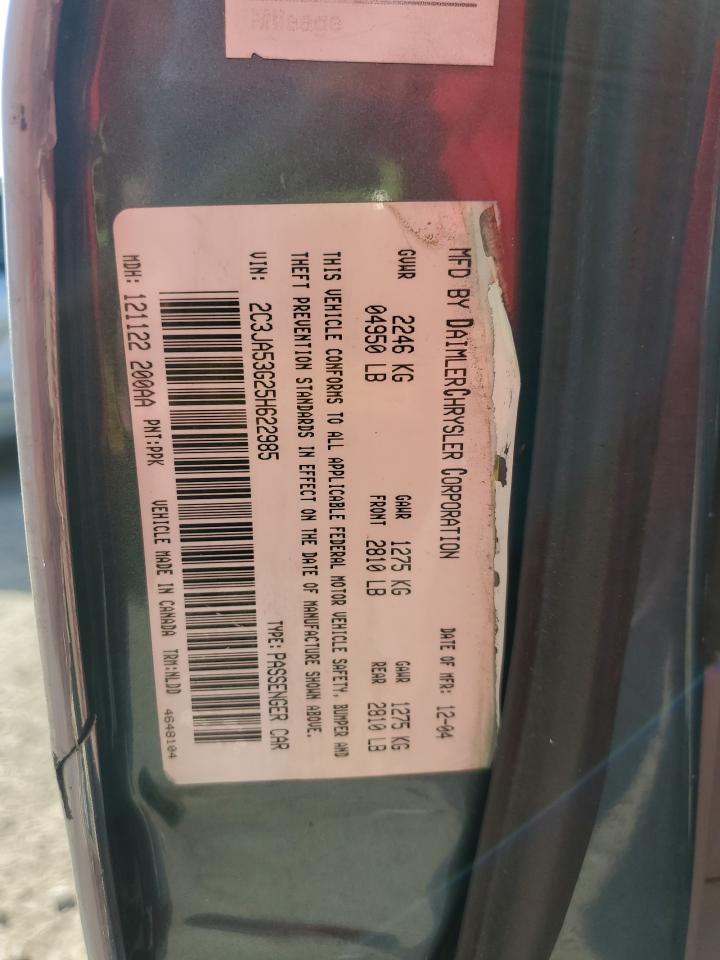 Mileage
MFD BY DAIMLERCHRYSLER CORPORATION DATE OF MFR: 12-04
GVWR 2246 KG GAWR 1275 KG GAWR 1275 KG
04950 LB FRONT 2810 LB REAR 2810 LB
THIS VEHICLE CONFORMS TO ALL APPLICABLE FEDERAL MOTOR VEHICLE SAFETY, BUMPER AND
THEFT PREVENTION STANDARDS IN EFFECT ON THE DATE OF MANUFACTURE SHOWN ABOVE.
VIN: 2C3JA53G25H622985 TYPE: PASSENGER CAR
MDH: 121122 200AA PNT:PPK VEHICLE MADE IN CANADA TRM:NLDD 4648104